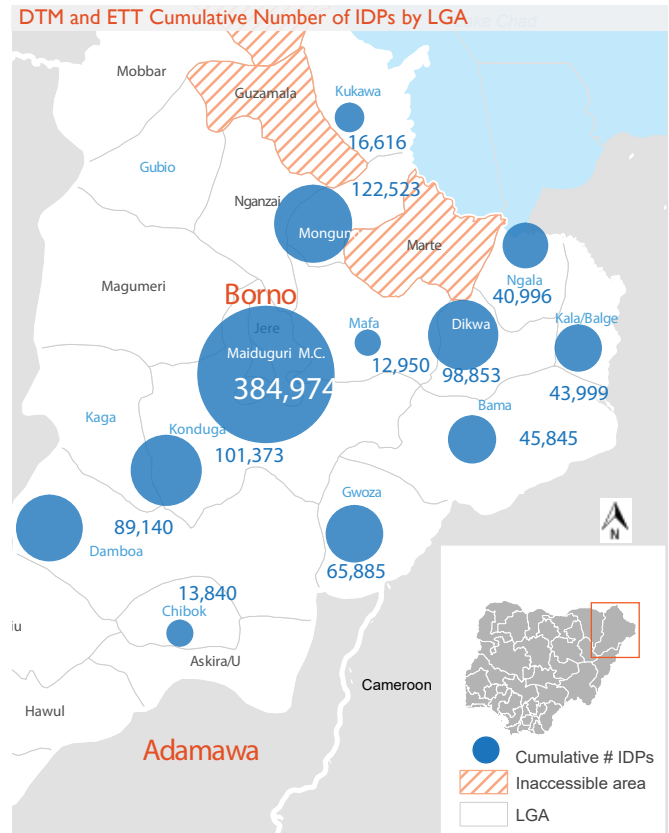 DTM and ETT Cumulative Number of IDPs by LGA
Mobbar
Guzamala
Kukawa
16,616
Gubio
122,523
Nganzai
Monguno
Marte
Ngala
40,996
Magumeri
Borno
Jere
Mafa
Dikwa
Kala/Balge
Maiduguri M.C.
12,950
98,853
384,974
43,999
Kaga
Konduga
Bama
45,845
101,373
Gwoza
89,140
Damboa
65,885
13,840
Chibok
iu
Askira/U
N
Cameroon
Hawul
Adamawa
Cumulative # IDPs
Inaccessible area
LGA